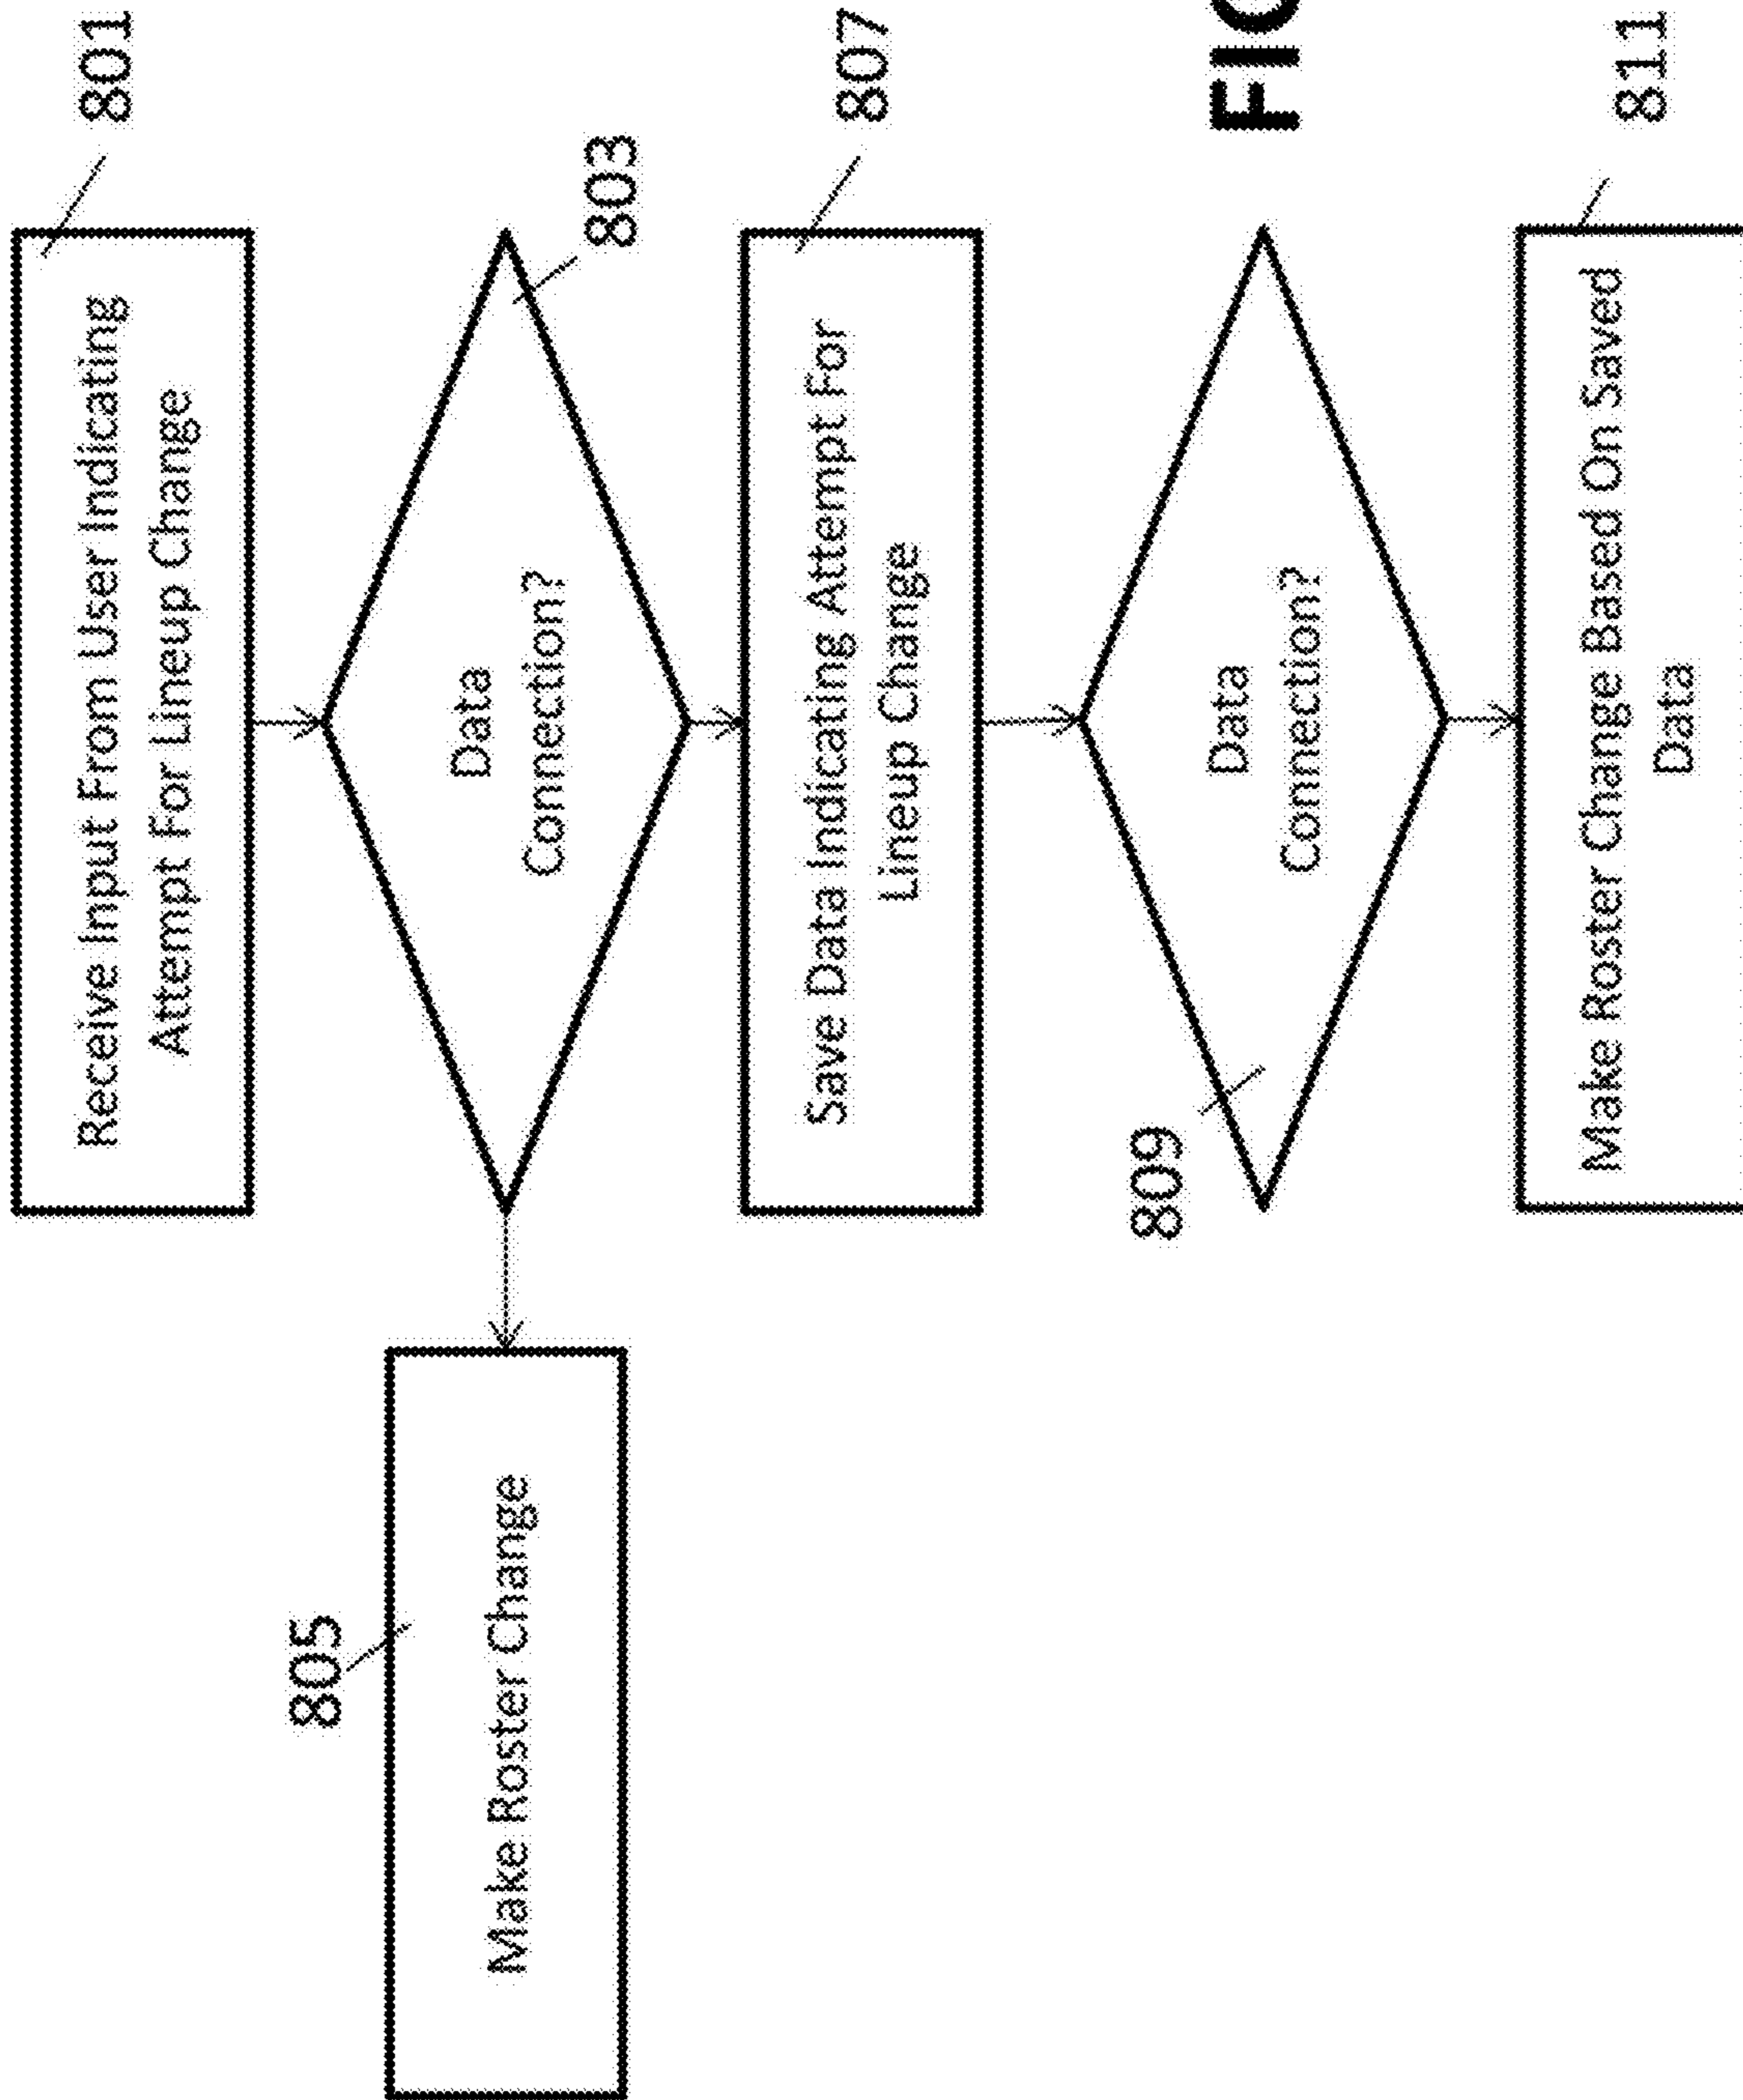 801
Receive Input From User Indicating
Attempt For Lineup Change
803
Data
Connection?
805
Make Roster Change
807
Save Data Indicating Attempt For
Lineup Change
809
Data
Connection?
FIG
811
Make Roster Change Based On Saved
Data